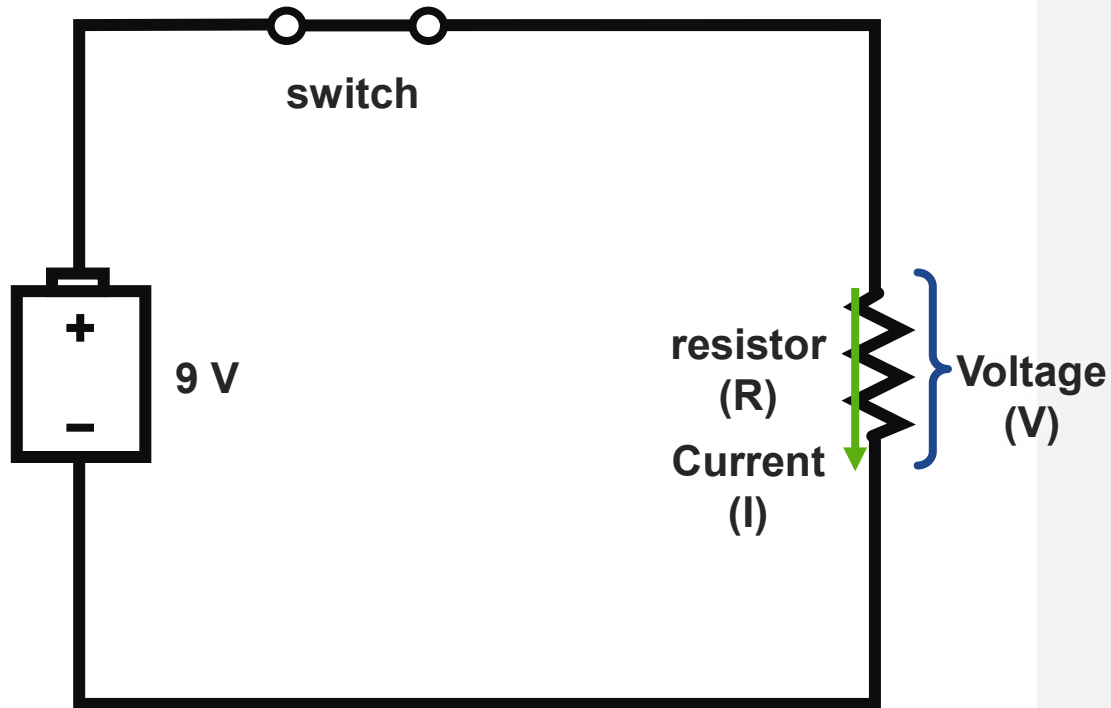 switch
+
9 V
–
resistor
(R)
Voltage
(V)
Current
(I)